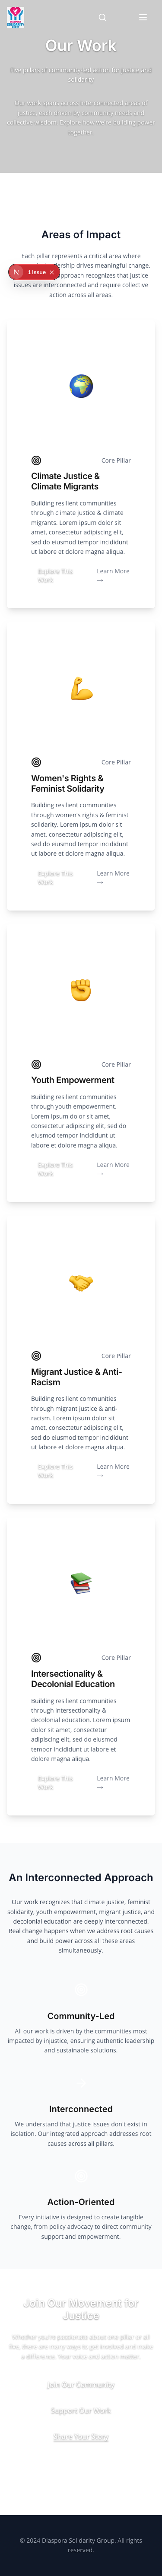 Our Work
Five pillars of community-led action for justice and
solidarity
Our work spans across interconnected areas of
justice, each driven by community needs and
collective wisdom. Explore how we're building power
together.
Areas of Impact
Each pillar represents a critical area where
drives meaningful change.
approach recognizes that justice
issues are interconnected and require collective
action across all areas.
N
1 Issue
Core Pillar
Climate Justice &
Climate Migrants
Building resilient communities
through climate justice & climate
migrants. Lorem ipsum dolor sit
amet, consectetur adipiscing elit,
sed do eiusmod tempor incididunt
ut labore et dolore magna aliqua.
Explore This
Work
Learn More
→
Core Pillar
Women's Rights &
Feminist Solidarity
Building resilient communities
through women's rights & feminist
solidarity. Lorem ipsum dolor sit
amet, consectetur adipiscing elit,
sed do eiusmod tempor incididunt
ut labore et dolore magna aliqua.
Explore This
Work
Learn More
→
Core Pillar
Youth Empowerment
Building resilient communities
through youth empowerment.
Lorem ipsum dolor sit amet,
consectetur adipiscing elit, sed do
eiusmod tempor incididunt ut
labore et dolore magna aliqua.
Explore This
Work
Learn More
→
Core Pillar
Migrant Justice & Anti-
Racism
Building resilient communities
through migrant justice & anti-
racism. Lorem ipsum dolor sit
amet, consectetur adipiscing elit,
sed do eiusmod tempor incididunt
ut labore et dolore magna aliqua.
Explore This
Work
Learn More
→
Core Pillar
Intersectionality &
Decolonial Education
Building resilient communities
through intersectionality &
decolonial education. Lorem ipsum
dolor sit amet, consectetur
adipiscing elit, sed do eiusmod
tempor incididunt ut labore et
dolore magna aliqua.
Explore This
Work
Learn More
→
An Interconnected Approach
Our work recognizes that climate justice, feminist
solidarity, youth empowerment, migrant justice, and
decolonial education are deeply interconnected.
Real change happens when we address root causes
and build power across all these areas
simultaneously.
Community-Led
All our work is driven by the communities most
impacted by injustice, ensuring authentic leadership
and sustainable solutions.
Interconnected
We understand that justice issues don't exist in
isolation. Our integrated approach addresses root
causes across all pillars.
Action-Oriented
Every initiative is designed to create tangible
change, from policy advocacy to direct community
support and empowerment.
Join Our Movement for
Justice
Whether you're passionate about one pillar or all
five, there are many ways to get involved and make
a difference. Your voice and action matter.
Join Our Community
Support Our Work
Share Your Story
© 2024 Diaspora Solidarity Group. All rights
reserved.